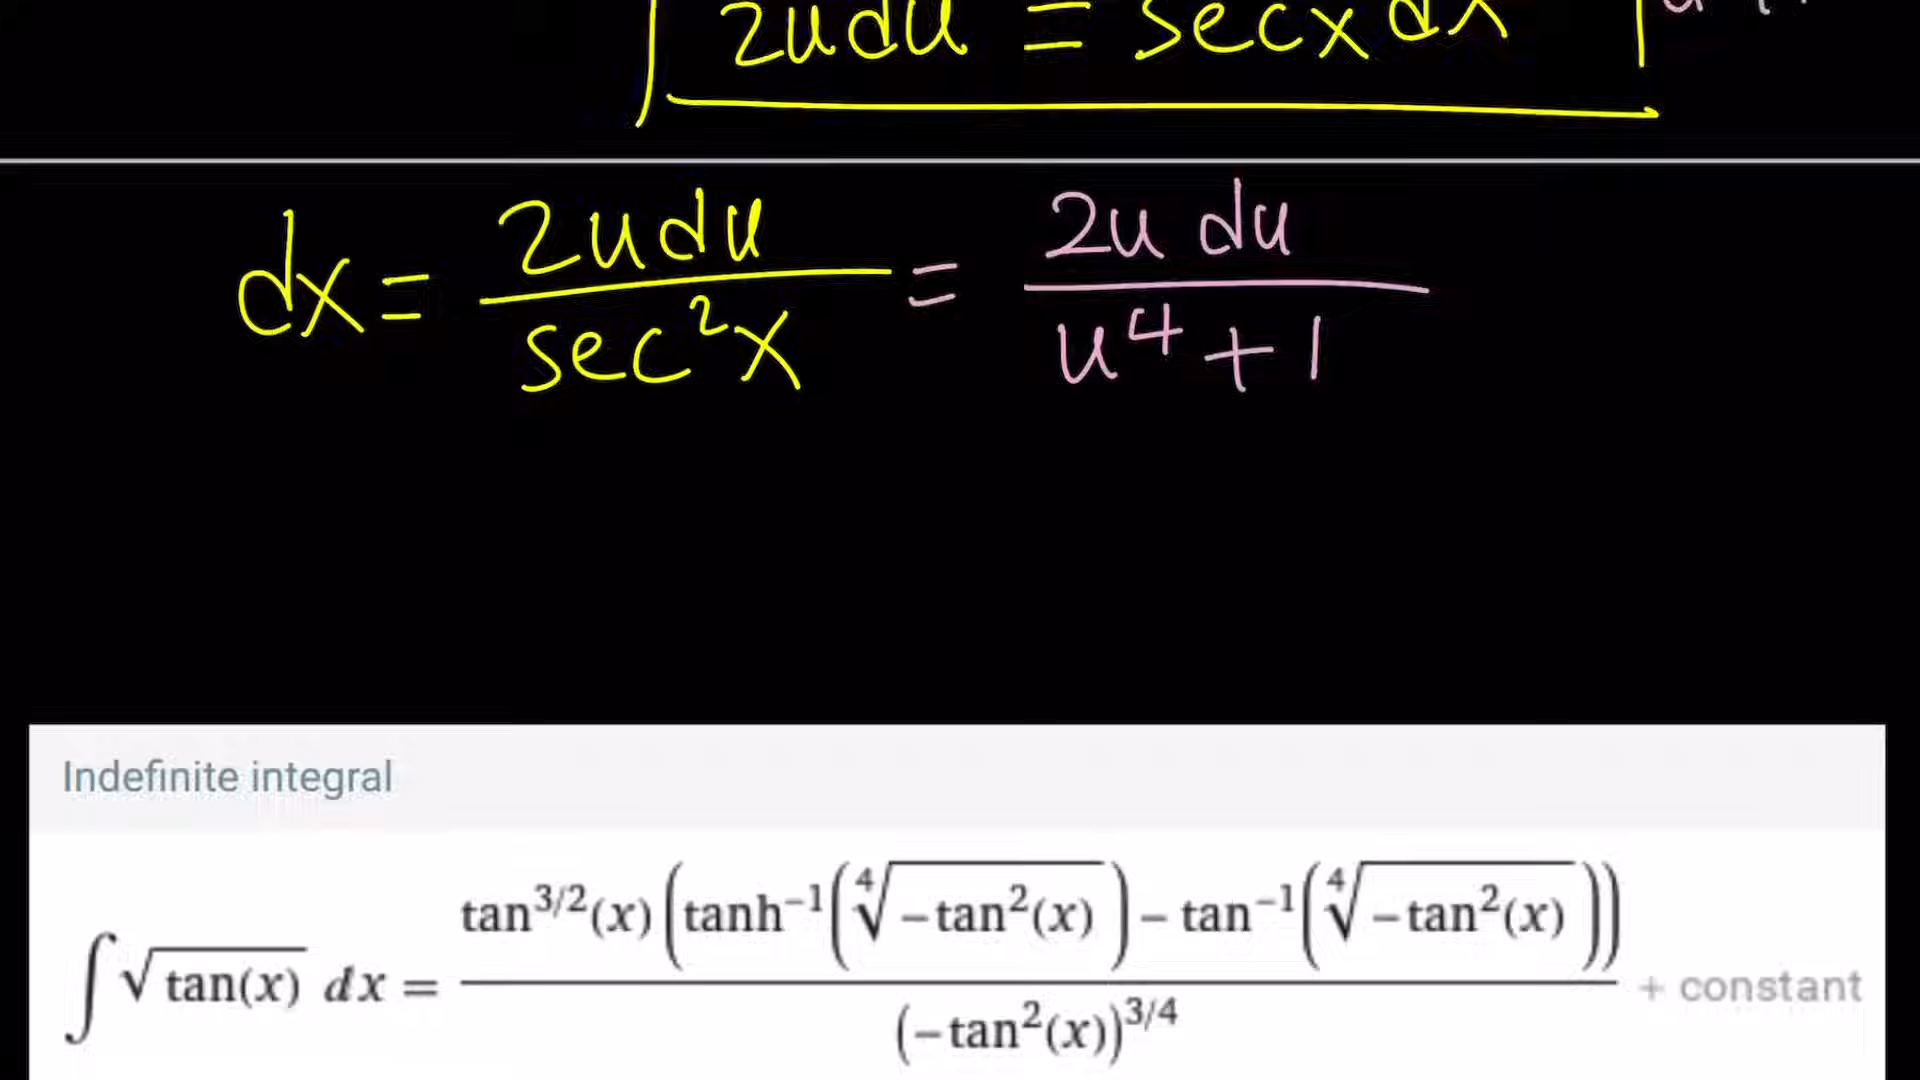 2udu = secx dx
dx = 2udu / sec²x = 2u du / u⁴ + 1
Indefinite integral
∫ √tan(x) dx = tan^3/2(x) (tanh⁻¹(∜−tan²(x)) − tan⁻¹(∜−tan²(x))) / (−tan²(x))^3/4 + constant